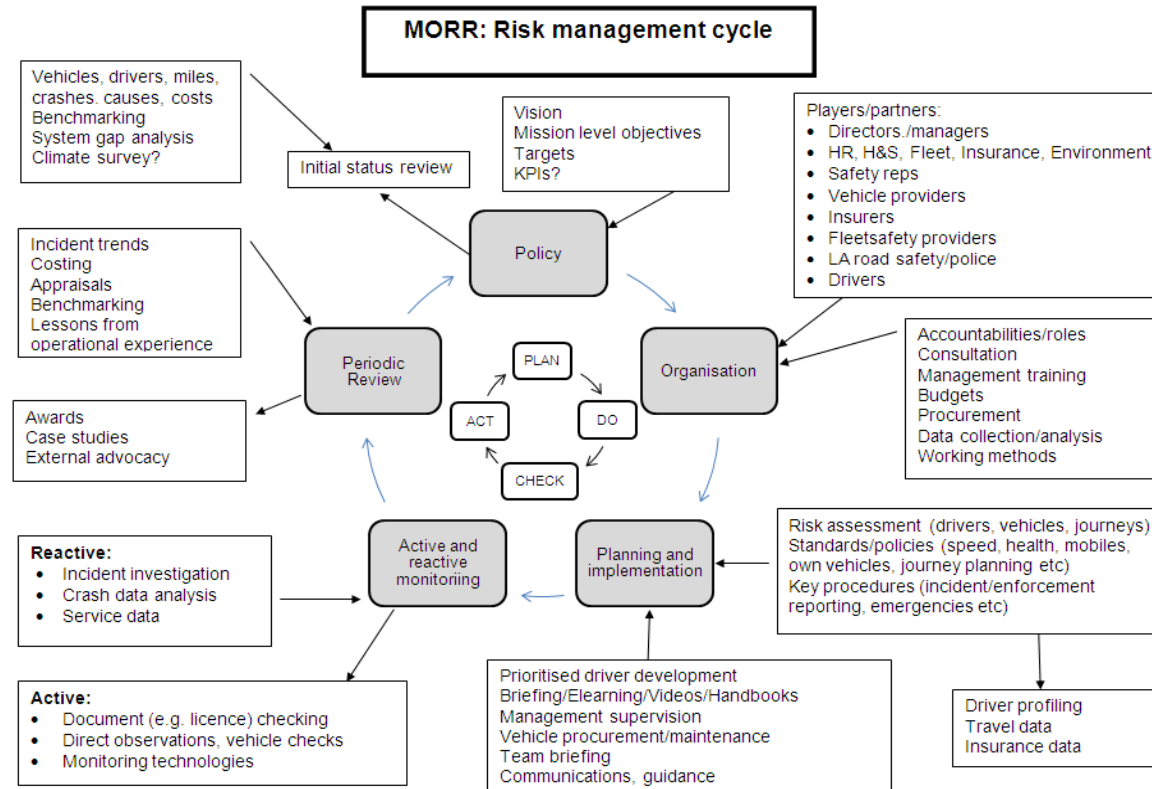 MORR: Risk management cycle
Vehicles, drivers, miles,
crashes. causes, costs
Benchmarking
System gap analysis
Climate survey?
Initial status review
Vision
Mission level objectives
Targets
KPIs?
Players/partners:
• Directors./managers
• HR, H&S, Fleet, Insurance, Environment
• Safety reps
• Vehicle providers
• Insurers
• Fleetsafety providers
• LA road safety/police
• Drivers
Policy
Incident trends
Costing
Appraisals
Benchmarking
Lessons from
operational experience
Periodic
Review
PLAN
DO
CHECK
ACT
Organisation
Accountabilities/roles
Consultation
Management training
Budgets
Procurement
Data collection/analysis
Working methods
Awards
Case studies
External advocacy
Active and
reactive
monitoriing
Planning and
implementation
Risk assessment (drivers, vehicles, journeys)
Standards/policies (speed, health, mobiles,
own vehicles, journey planning etc)
Key procedures (incident/enforcement
reporting, emergencies etc)
Reactive:
• Incident investigation
• Crash data analysis
• Service data
Active:
• Document (e.g. licence) checking
• Direct observations, vehicle checks
• Monitoring technologies
Prioritised driver development
Briefing/Elearning/Videos/Handbooks
Management supervision
Vehicle procurement/maintenance
Team briefing
Communications, guidance
Driver profiling
Travel data
Insurance data